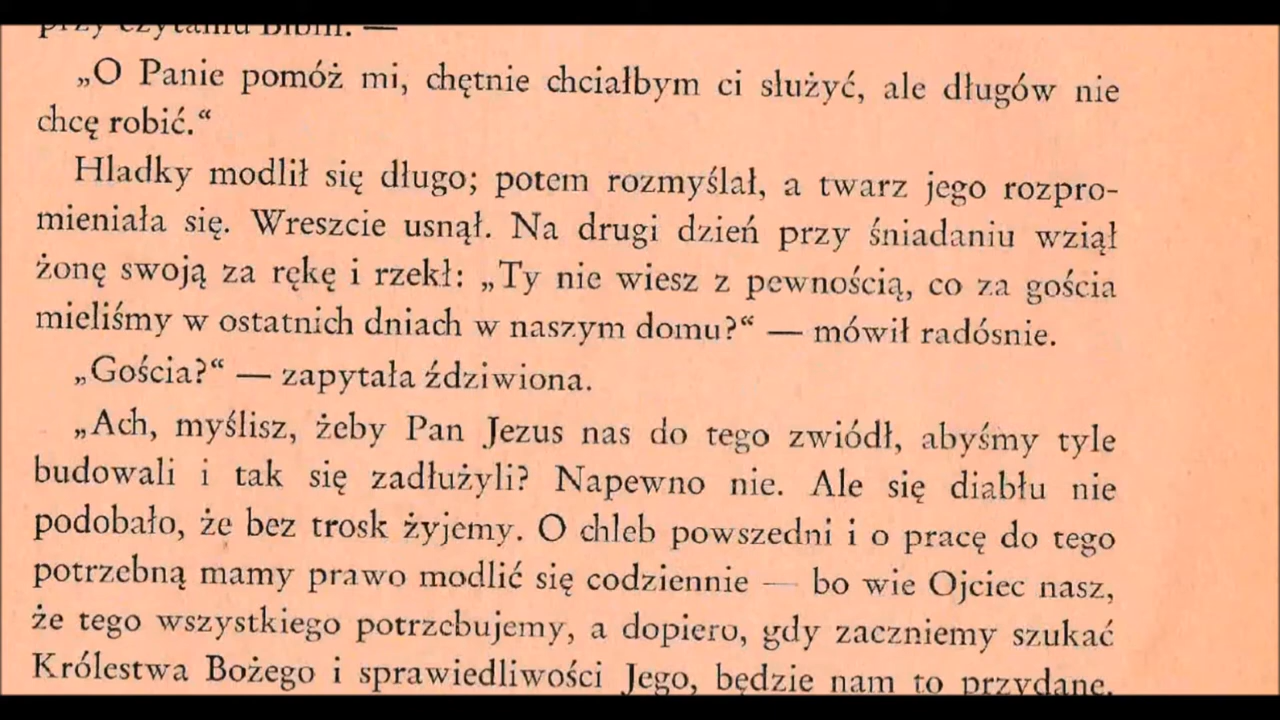 przy czytaniu Biblii. —
„O Panie pomóż mi, chętnie chciałbym ci służyć, ale długów nie
chcę robić.“
Hladky modlił się długo; potem rozmyślał, a twarz jego rozpro-
mieniała się. Wreszcie usnął. Na drugi dzień przy śniadaniu wziął
żonę swoją za rękę i rzekł: „Ty nie wiesz z pewnością, co za gościa
mieliśmy w ostatnich dniach w naszym domu?“ — mówił radósnie.
„Gościa?“ — zapytała ździwiona.
„Ach, myślisz, żeby Pan Jezus nas do tego zwiódł, abyśmy tyle
budowali i tak się zadłużyli? Napewno nie. Ale się diabłu nie
podobało, że bez trosk żyjemy. O chleb powszedni i o pracę do tego
potrzebną mamy prawo modlić się codziennie — bo wie Ojciec nasz,
że tego wszystkiego potrzebujemy, a dopiero, gdy zaczniemy szukać
Królestwa Bożego i sprawiedliwości Jego, będzie nam to przydane.